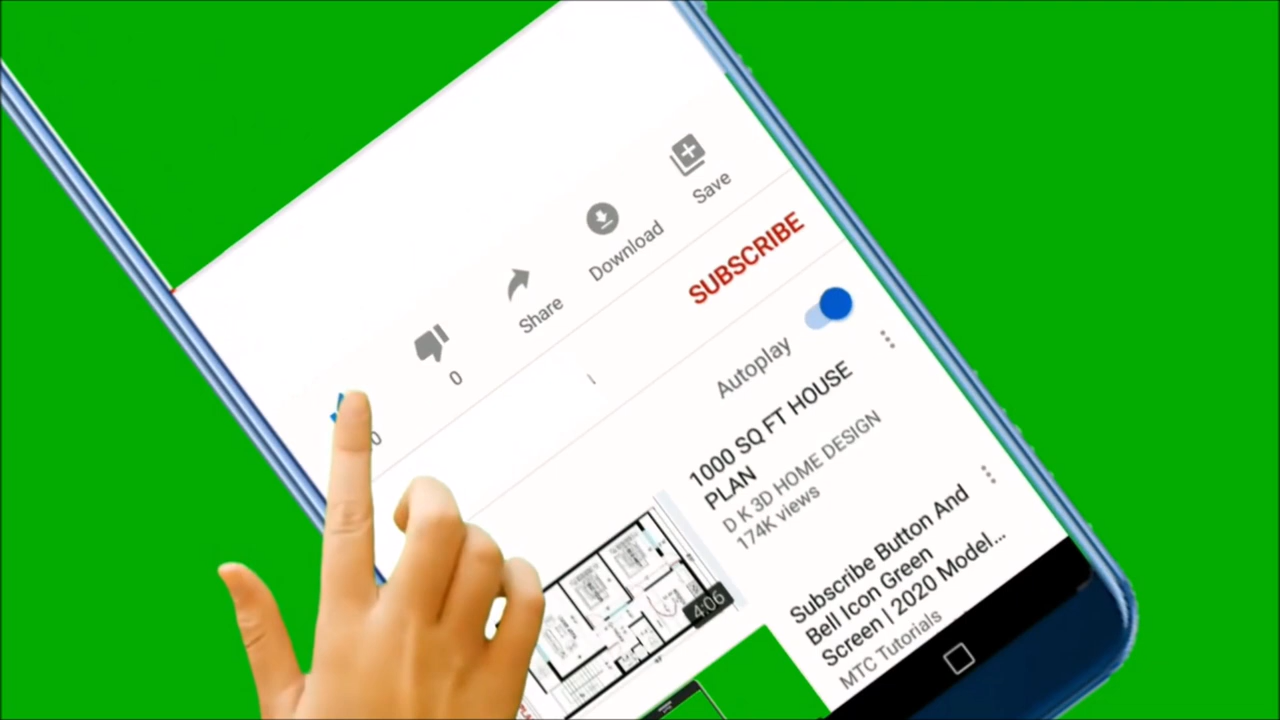 0
0
Share
Download
Save
SUBSCRIBE
Autoplay
1000 SQ FT HOUSE
PLAN
D K 3D HOME DESIGN
174K views
4:06
Subscribe Button And
Bell Icon Green
Screen | 2020 Model...
MTC Tutorials